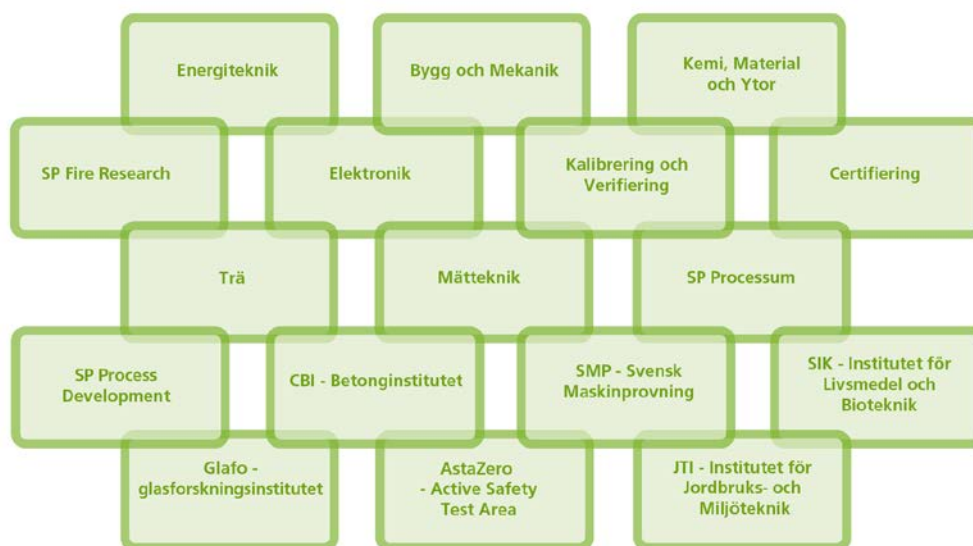 Energiteknik
Bygg och Mekanik
Kemi, Material
och Ytor
SP Fire Research
Elektronik
Kalibrering och
Verifiering
Certifiering
Trä
Mätteknik
SP Processum
SP Process
Development
CBI - Betonginstitutet
SMP - Svensk
Maskinprovning
SIK - Institutet för
Livsmedel och
Bioteknik
Glafo -
glasforskningsinstitutet
AstaZero
- Active Safety
Test Area
JTI - Institutet för
Jordbruks- och
Miljöteknik